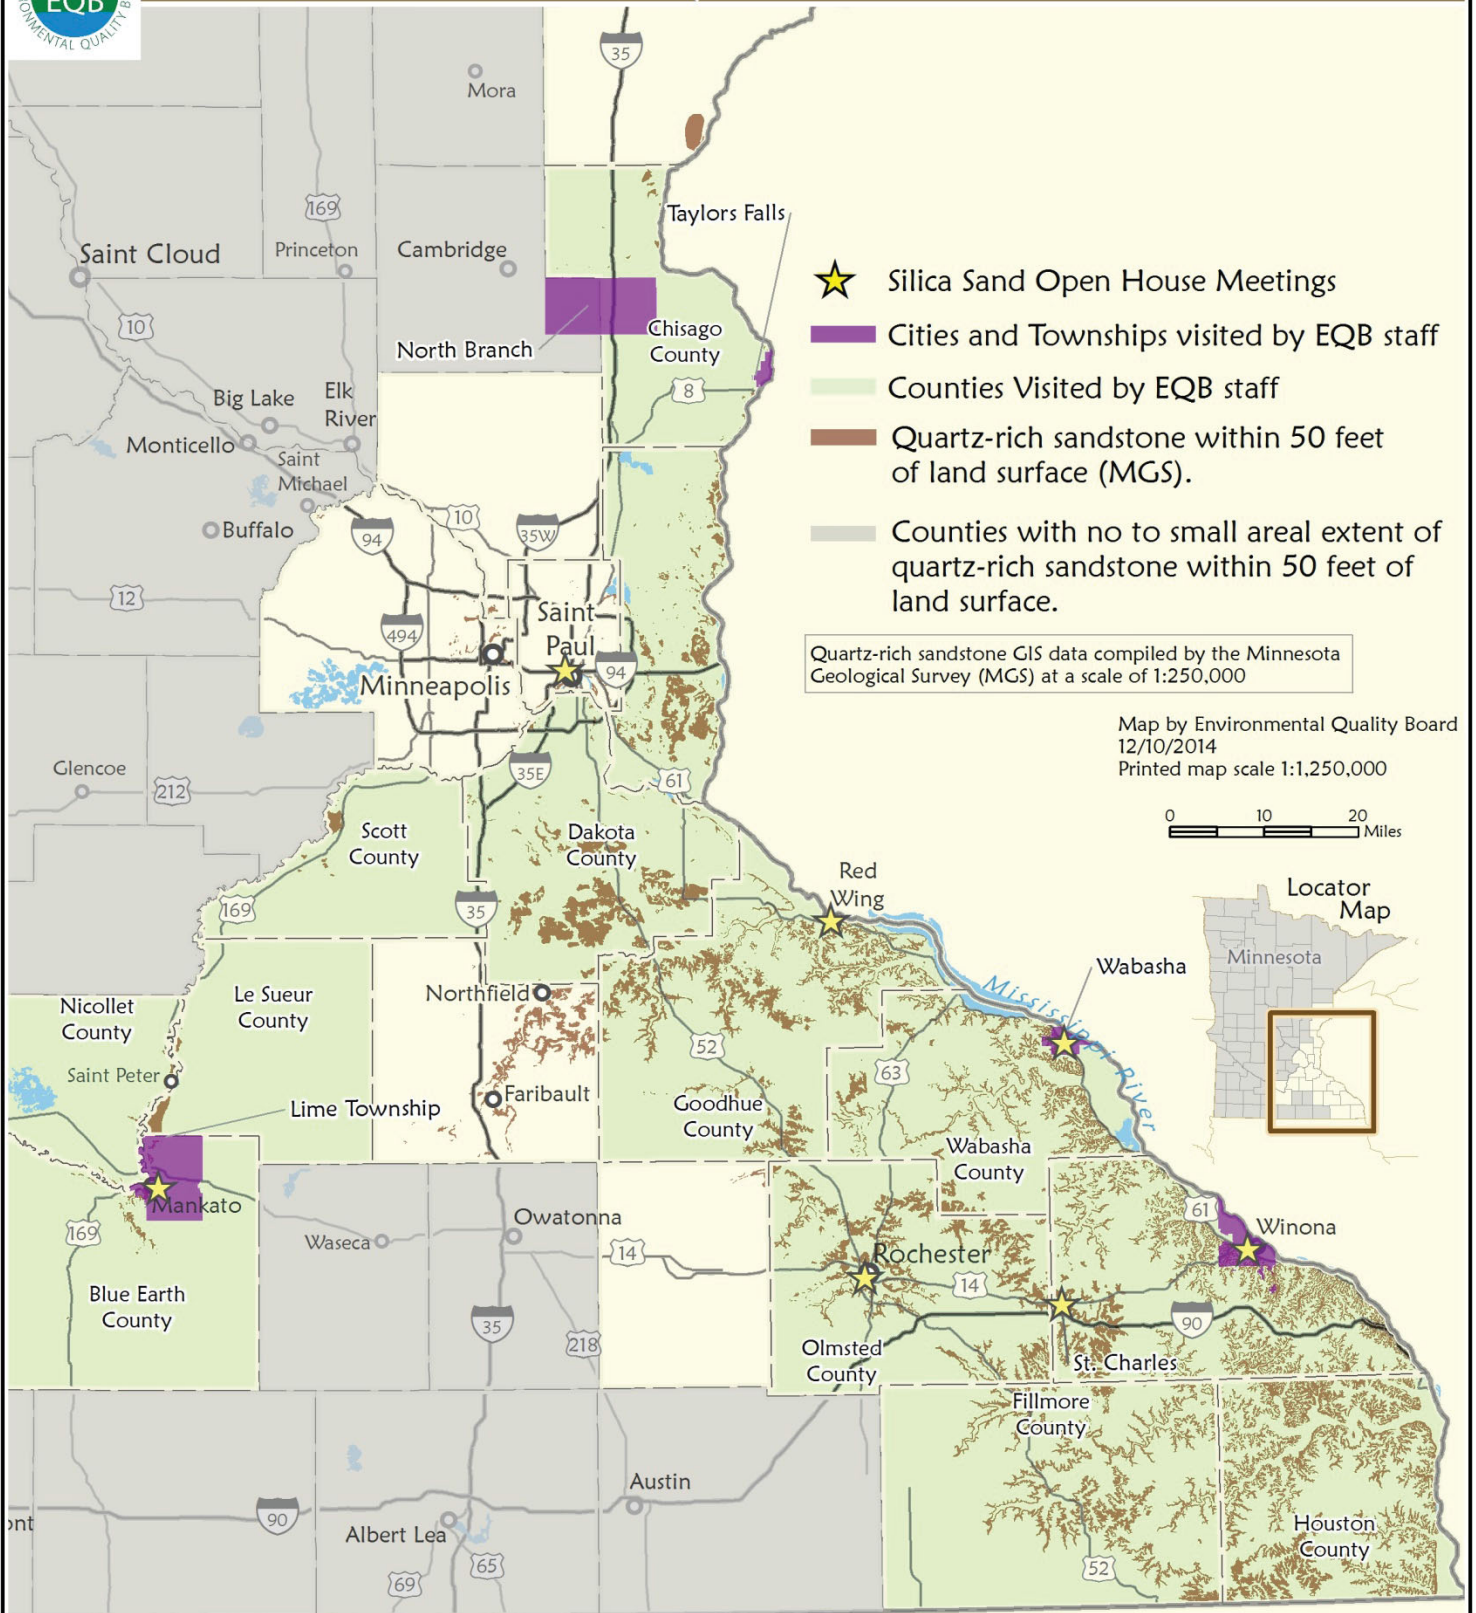 EQB
ONMENTAL QUALITY B
35
Mora
169
Taylors Falls
Saint Cloud
Princeton
Cambridge
10
North Branch
Chisago
County
8
Big Lake
Elk
River
Monticello
Saint
Michael
Buffalo
94
10
35W
12
494
Saint
Paul
94
Minneapolis
Silica Sand Open House Meetings
Cities and Townships visited by EQB staff
Counties Visited by EQB staff
Quartz-rich sandstone within 50 feet
of land surface (MGS).
Counties with no to small areal extent of
quartz-rich sandstone within 50 feet of
land surface.
Quartz-rich sandstone GIS data compiled by the Minnesota
Geological Survey (MGS) at a scale of 1:250,000
Map by Environmental Quality Board
12/10/2014
Printed map scale 1:1,250,000
0 10 20
Miles
Locator
Map
Minnesota
Glencoe
212
35E
61
Scott
County
Dakota
County
169
35
Red
Wing
Wabasha
Mississippi River
Nicollet
County
Le Sueur
County
Northfield
Saint Peter
52
63
Lime Township
Faribault
Goodhue
County
Wabasha
County
Mankato
169
Waseca
Owatonna
14
61
Winona
Rochester
14
Blue Earth
County
35
218
Olmsted
County
90
St. Charles
Fillmore
County
Austin
ont
90
Albert Lea
65
69
Houston
County
52